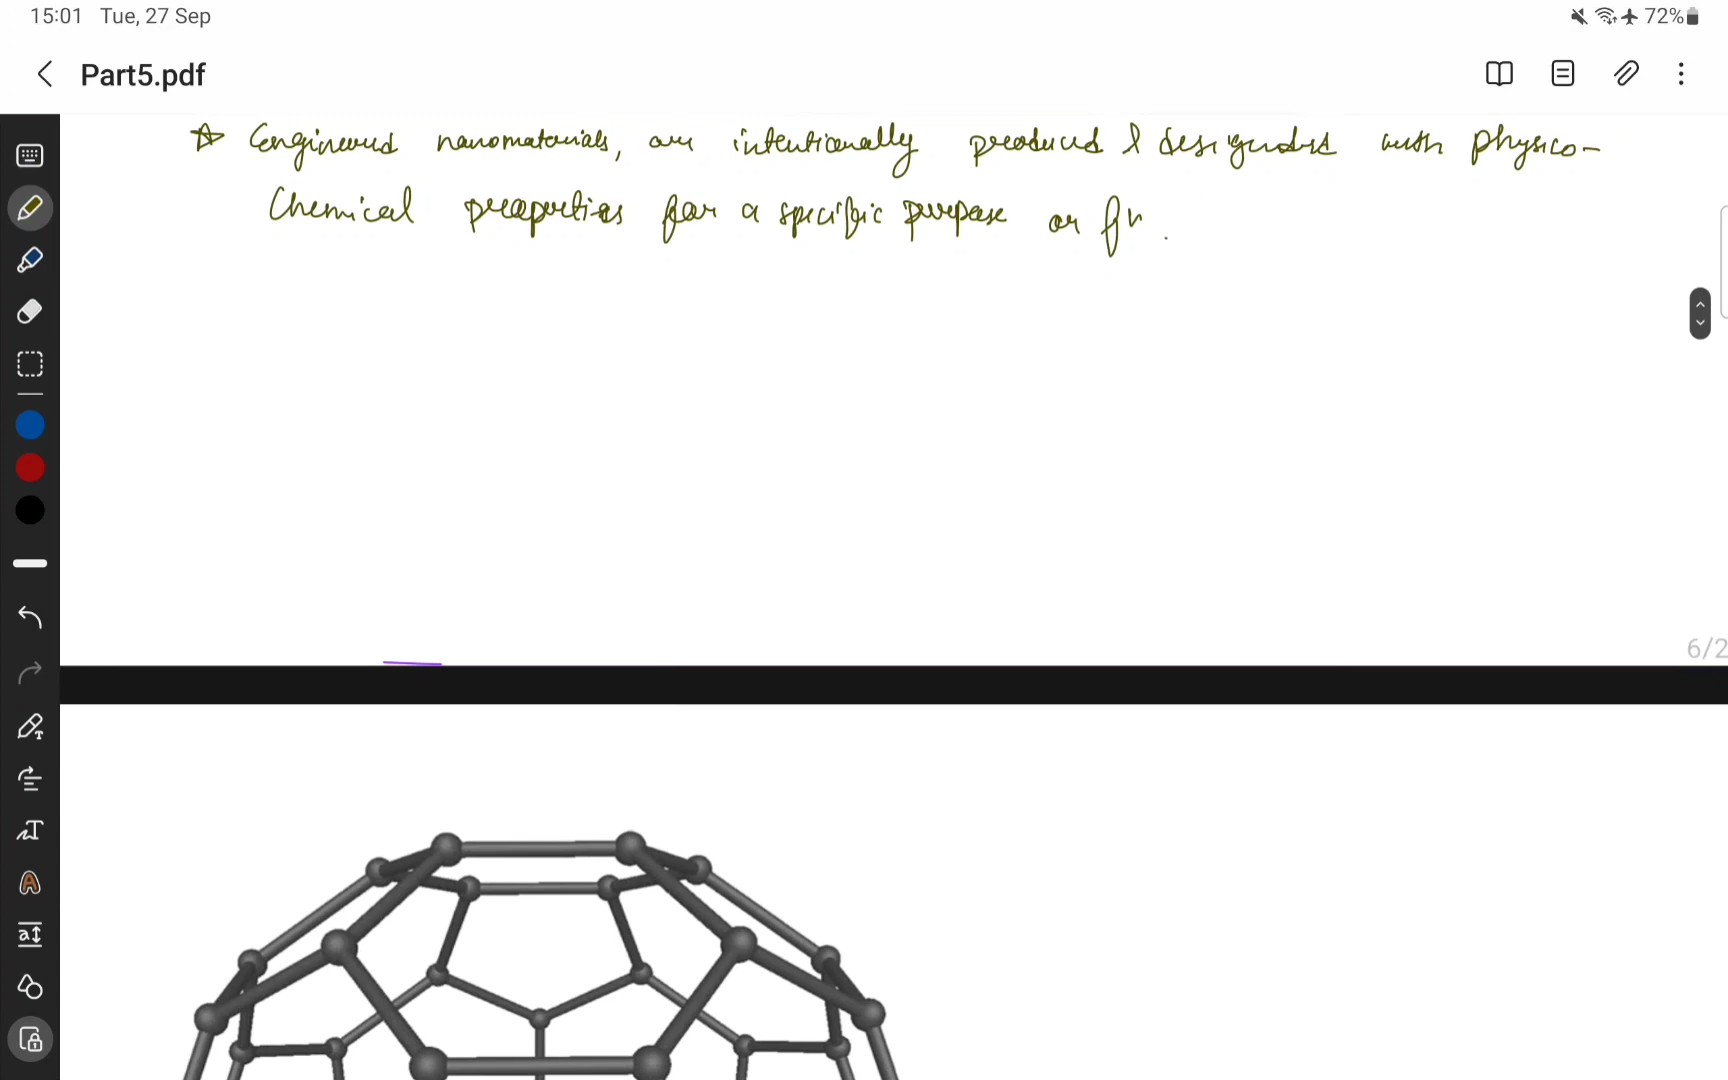 15:01 Tue, 27 Sep 72%
Part5.pdf
Engineered nanomaterials, are intentionally produced & designed with physico-
chemical properties for a specific purpose or fn.
6/2